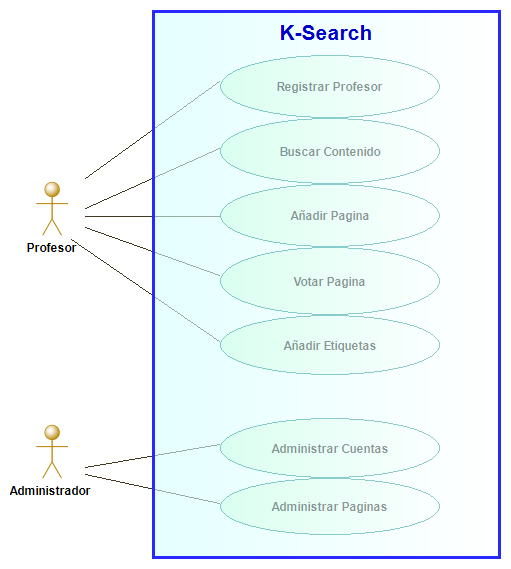 K-Search
Registrar Profesor
Buscar Contenido
Añadir Pagina
Profesor
Votar Pagina
Añadir Etiquetas
Administrar Cuentas
Administrador
Administrar Paginas